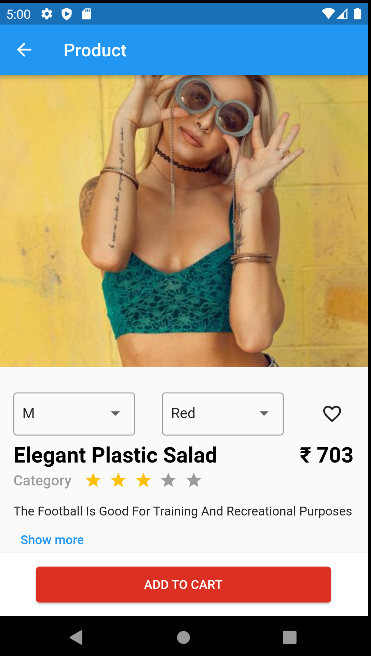 5:00
Product
M
Red
Elegant Plastic Salad
₹ 703
Category
The Football Is Good For Training And Recreational Purposes
Show more
ADD TO CART